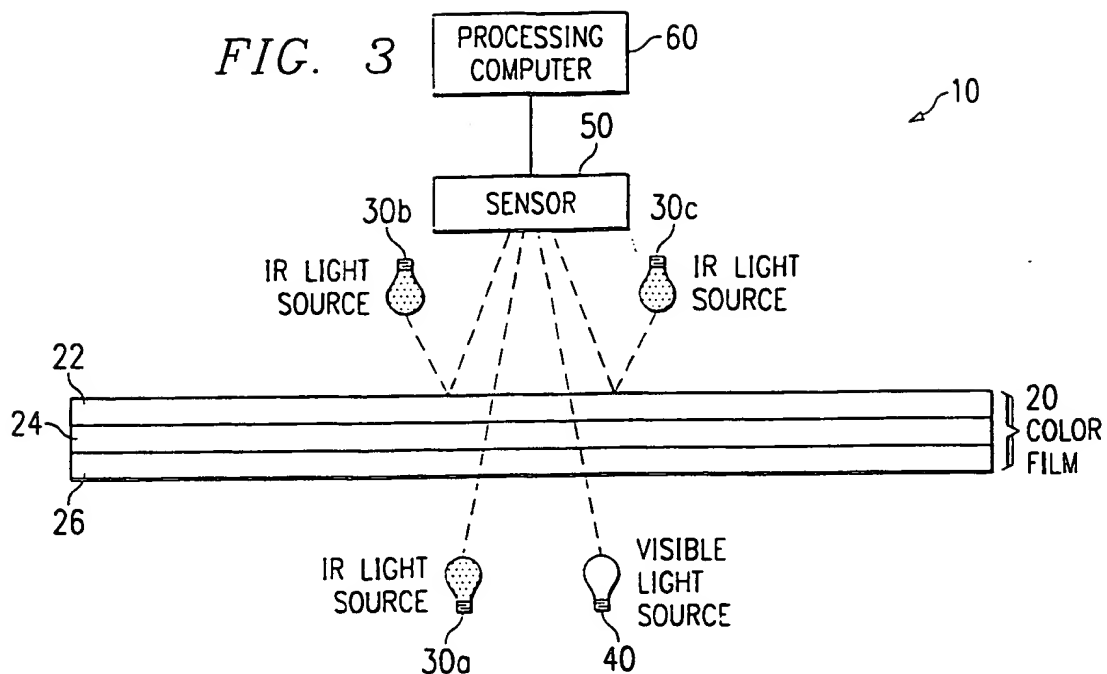 FIG. 3
PROCESSING
COMPUTER
60
10
50
SENSOR
30b
30c
IR LIGHT
SOURCE
IR LIGHT
SOURCE
22
24
26
20
COLOR
FILM
IR LIGHT
SOURCE
30a
VISIBLE
LIGHT
SOURCE
40